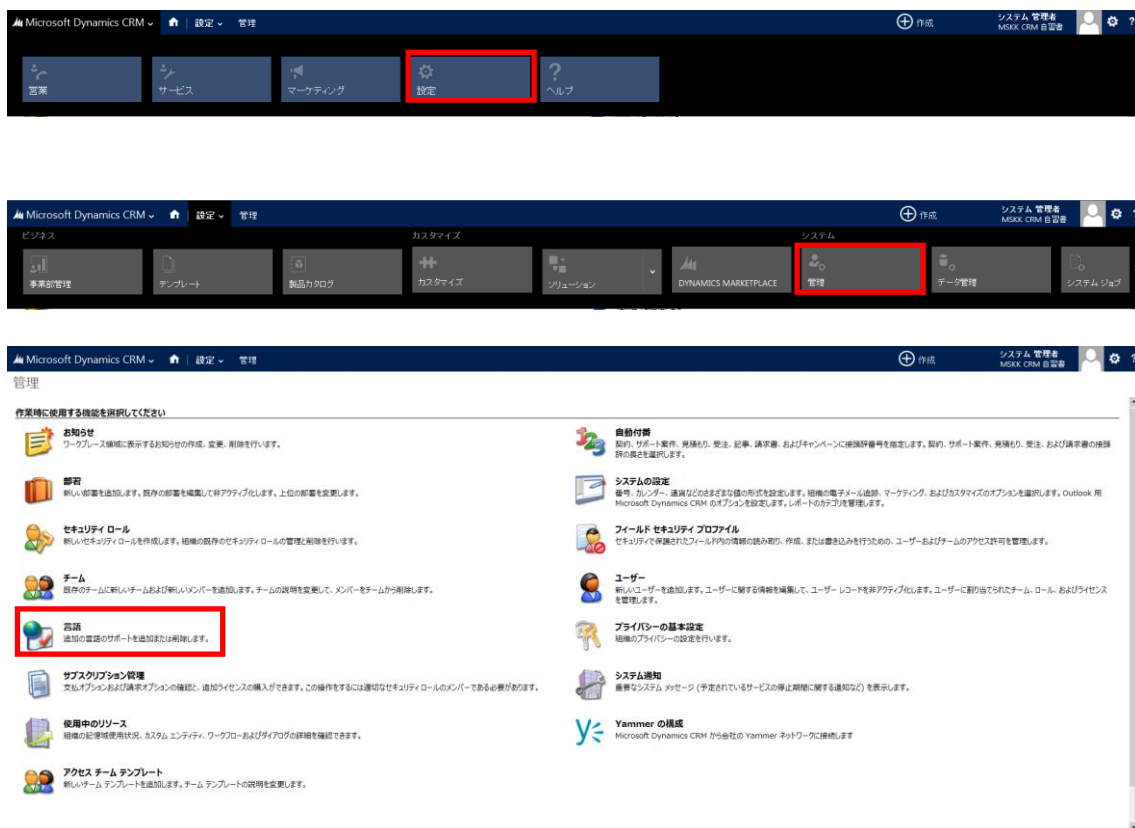 Microsoft Dynamics CRM 設定 管理 作成 システム 管理者
MSKK CRM 自習書
営業 サービス マーケティング 設定 ヘルプ
Microsoft Dynamics CRM 設定 管理 作成 システム 管理者
MSKK CRM 自習書
ビジネス カスタマイズ システム
事業部管理 テンプレート 製品カタログ カスタマイズ ソリューション DYNAMICS MARKETPLACE 管理 データ管理 システム ジョブ
Microsoft Dynamics CRM 設定 管理 作成 システム 管理者
MSKK CRM 自習書
管理
作業時に使用する機能を選択してください
お知らせ
ワークプレース領域に表示するお知らせの作成、変更、削除を行います。
自動付番
契約、サポート案件、見積もり、受注、記事、請求書、およびキャンペーンに接頭辞番号を指定します。契約、サポート案件、見積もり、受注、および請求書の接頭
辞の長さを選択します。
部署
新しい部署を追加します。既存の部署を編集して非アクティブ化します。上位の部署を変更します。
システムの設定
番号、カレンダー、通貨などのさまざまな値の形式を設定します。組織の電子メール追跡、マーケティング、およびカスタマイズのオプションを選択します。Outlook 用
Microsoft Dynamics CRM のオプションを設定します。レポートのカテゴリを管理します。
セキュリティ ロール
新しいセキュリティ ロールを作成します。組織の既存のセキュリティ ロールの管理と削除を行います。
フィールド セキュリティ プロファイル
セキュリティで保護されたフィールド内の情報の読み取り、作成、または書き込みを行うための、ユーザーおよびチームのアクセス許可を管理します。
チーム
既存のチームに新しいチームおよび新しいメンバーを追加します。チームの説明を変更して、メンバーをチームから削除します。
ユーザー
新しいユーザーを追加します。ユーザーに関する情報を編集して、ユーザー レコードを非アクティブ化します。ユーザーに割り当てられたチーム、ロール、およびライセンス
を管理します。
言語
追加の言語のサポートを追加または削除します。
プライバシーの基本設定
組織のプライバシーの設定を行います。
サブスクリプション管理
支払オプションおよび請求オプションの確認と、追加ライセンスの購入ができます。この操作をするには適切なセキュリティ ロールのメンバーである必要があります。
システム通知
重要なシステム メッセージ (予定されているサービスの停止期間に関する通知など) を表示します。
使用中のリソース
組織の記憶域使用状況、カスタム エンティティ、ワークフローおよびダイアログの詳細を確認できます。
Yammer の構成
Microsoft Dynamics CRM から会社の Yammer ネットワークに接続します
アクセス チーム テンプレート
新しいチーム テンプレートを追加します。チーム テンプレートの説明を変更します。